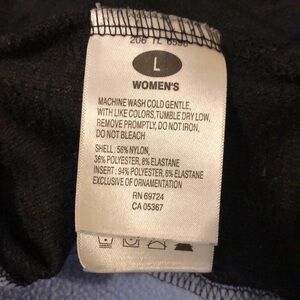 L
WOMEN'S
MACHINE WASH COLD GENTLE,
WITH LIKE COLORS, TUMBLE DRY LOW,
REMOVE PROMPTLY, DO NOT IRON,
DO NOT BLEACH
SHELL : 56% NYLON,
36% POLYESTER, 8% ELASTANE
INSERT : 94% POLYESTER, 6% ELASTANE
EXCLUSIVE OF ORNAMENTATION
RN 69724
CA 05367